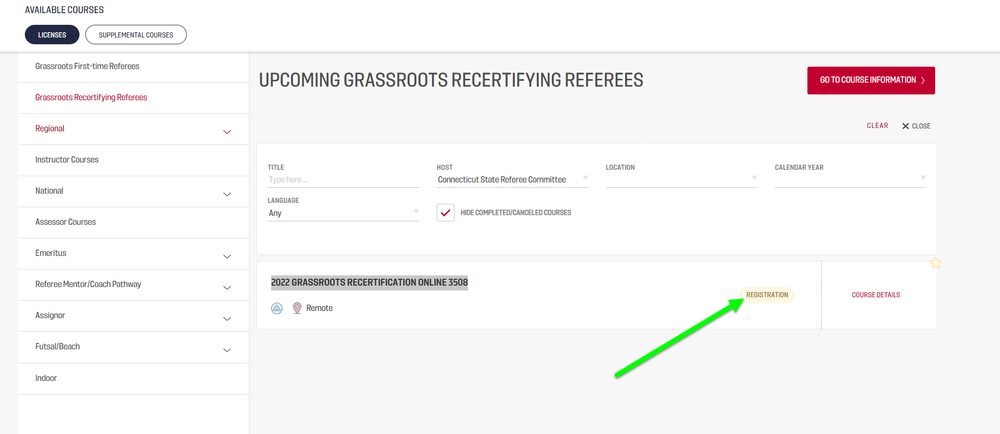 AVAILABLE COURSES
LICENSES
SUPPLEMENTAL COURSES
Grassroots First-time Referees
Grassroots Recertifying Referees
Regional
Instructor Courses
National
Assessor Courses
Emeritus
Referee Mentor/Coach Pathway
Assignor
Futsal/Beach
Indoor
UPCOMING GRASSROOTS RECERTIFYING REFEREES
GO TO COURSE INFORMATION
CLEAR
CLOSE
TITLE
Type here ...
HOST
Connecticut State Referee Committee
LOCATION
CALENDAR YEAR
LANGUAGE
Any
HIDE COMPLETED/CANCELED COURSES
2022 GRASSROOTS RECERTIFICATION ONLINE 3508
Remote
REGISTRATION
COURSE DETAILS